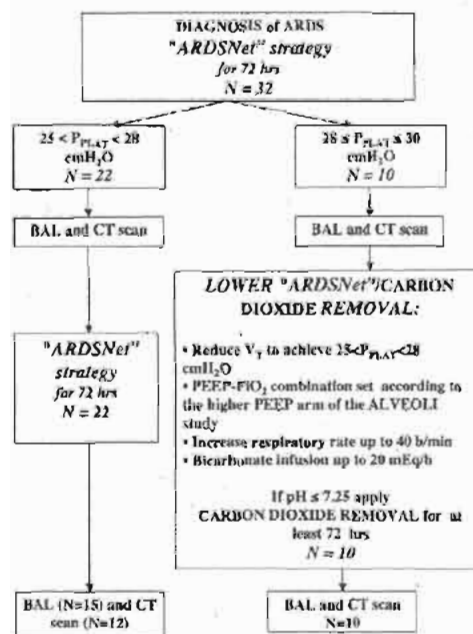 DIAGNOSIS of ARDS
"ARDSNet" strategy
for 72 hrs
N = 32
25 < P_PLAT < 28
cmH₂O
N = 22
28 ≤ P_PLAT ≤ 30
cmH₂O
N = 10
BAL and CT scan
BAL and CT scan
"ARDSNet"
strategy
for 72 hrs
N = 22
LOWER "ARDSNet"/CARBON
DIOXIDE REMOVAL:
• Reduce V_T to achieve 25<P_PLAT<28
cmH₂O
• PEEP-FIO₂ combination set according to
the higher PEEP arm of the ALVEOLI
study
• Increase respiratory rate up to 40 b/min
• Bicarbonate infusion up to 20 mEq/h
If pH ≤ 7.25 apply
CARBON DIOXIDE REMOVAL for at
least 72 hrs
N = 10
BAL (N=15) and CT
scan (N=12)
BAL and CT scan
N=10